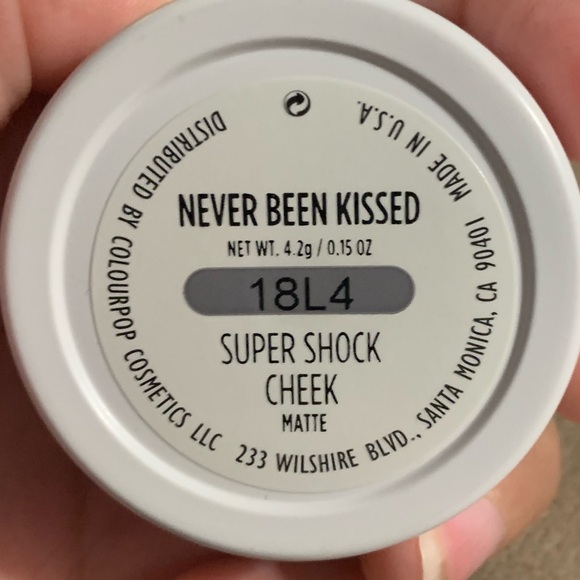 NEVER BEEN KISSED
NET WT. 4.2g / 0.15 OZ
18L4
SUPER SHOCK
CHEEK
MATTE
DISTRIBUTED BY COLOURPOP COSMETICS LLC 233 WILSHIRE BLVD., SANTA MONICA, CA 90401 MADE IN U.S.A.